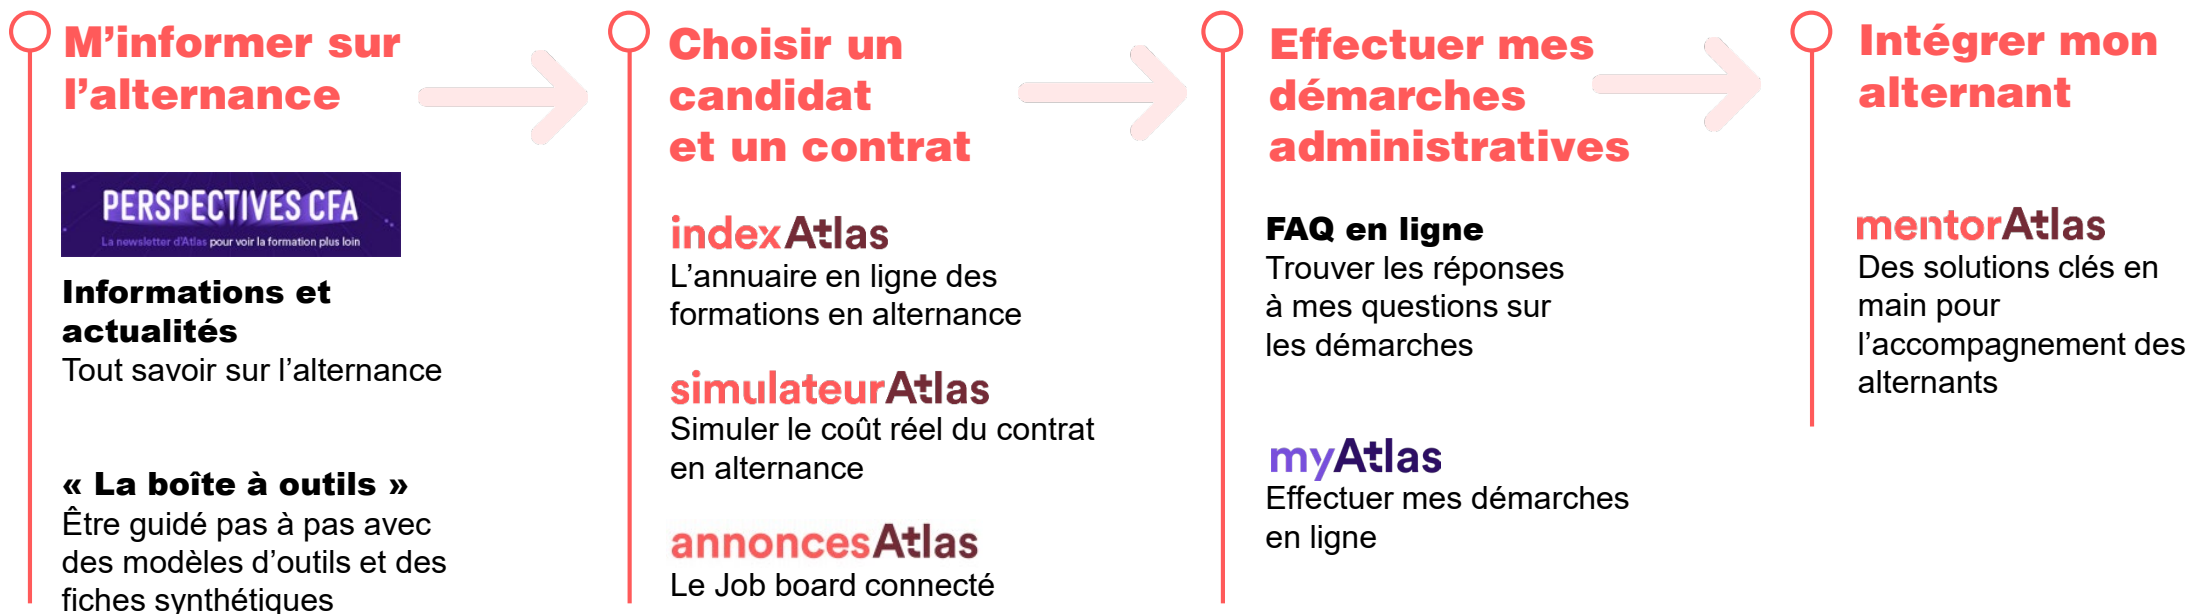 M’informer sur
l’alternance
PERSPECTIVES CFA
La newsletter d'Atlas pour voir la formation plus loin
Informations et
actualités
Tout savoir sur l’alternance
« La boîte à outils »
Être guidé pas à pas avec
des modèles d’outils et des
fiches synthétiques
Choisir un
candidat
et un contrat
indexAtlas
L’annuaire en ligne des
formations en alternance
simulateurAtlas
Simuler le coût réel du contrat
en alternance
annoncesAtlas
Le Job board connecté
Effectuer mes
démarches
administratives
FAQ en ligne
Trouver les réponses
à mes questions sur
les démarches
myAtlas
Effectuer mes démarches
en ligne
Intégrer mon
alternant
mentorAtlas
Des solutions clés en
main pour
l’accompagnement des
alternants